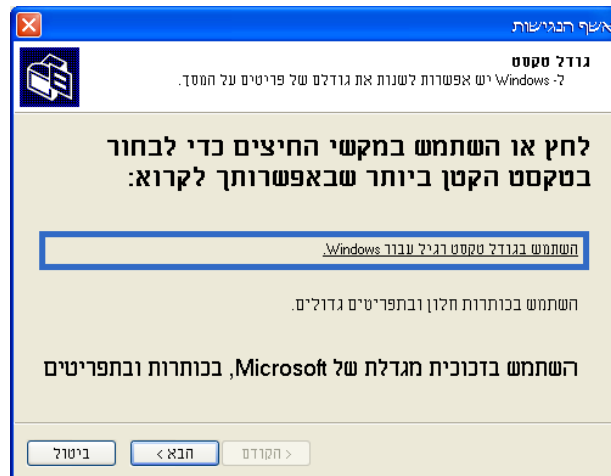 אשף הנגישות
גודל טקסט
ל- Windows יש אפשרות לשנות את גודלם של פריטים על המסך.
לחץ או השתמש במקשי החיצים כדי לבחור
בטקסט הקטן ביותר שבאפשרותך לקרוא:
השתמש בגודל טקסט רגיל עבור Windows.
השתמש בכותרות חלון ובתפריטים גדולים.
השתמש בזכוכית מגדלת של Microsoft, בכותרות ובתפריטים
< הקודם
הבא >
ביטול